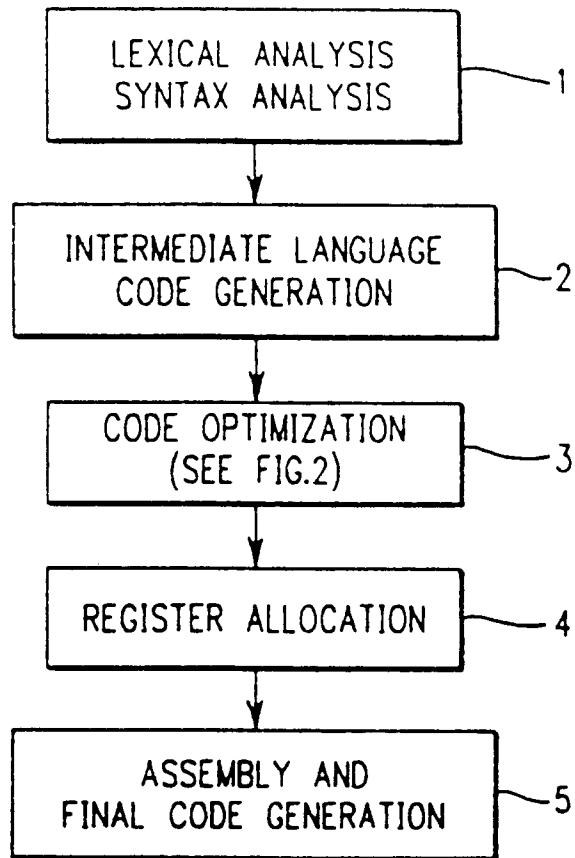 LEXICAL ANALYSIS
SYNTAX ANALYSIS
1
INTERMEDIATE LANGUAGE
CODE GENERATION
2
CODE OPTIMIZATION
(SEE FIG.2)
3
REGISTER ALLOCATION
4
ASSEMBLY AND
FINAL CODE GENERATION
5